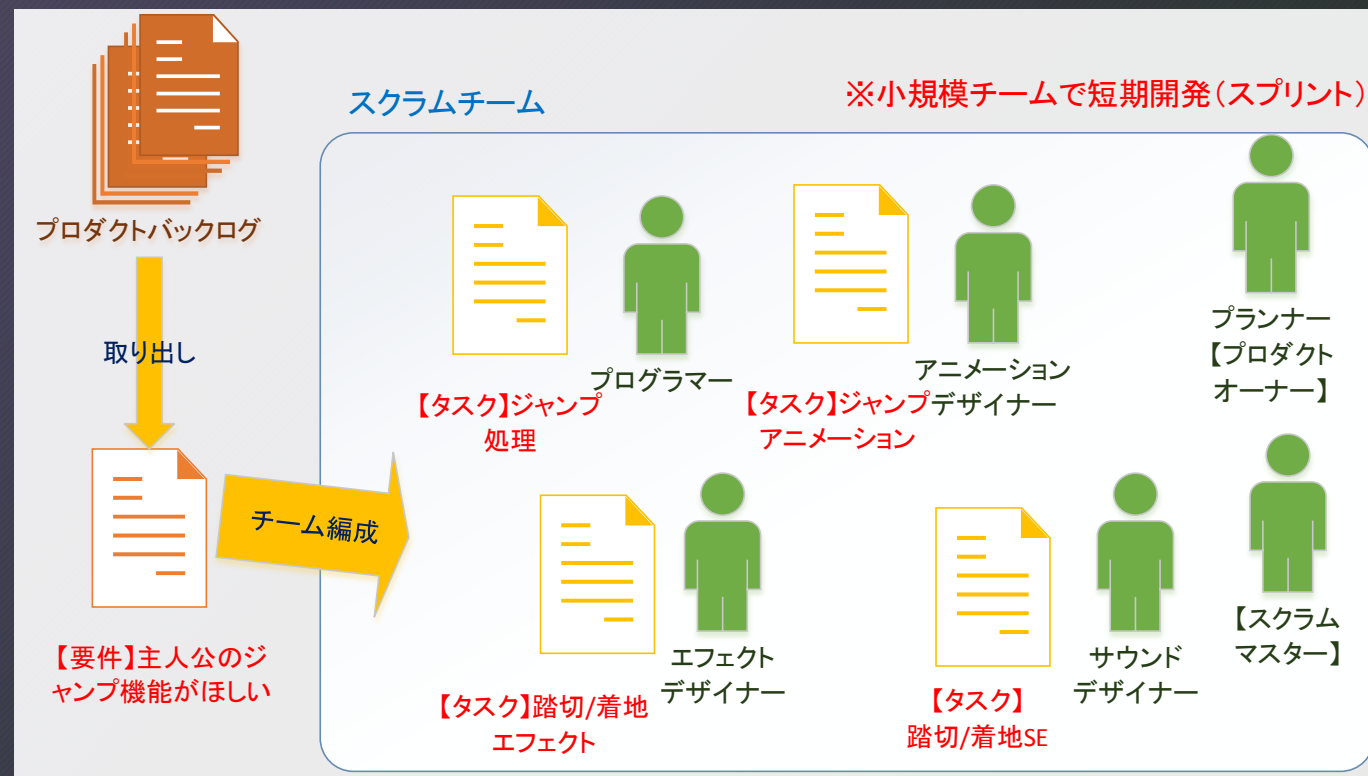 スクラムチーム
※小規模チームで短期開発(スプリント)
プロダクトバックログ
取り出し
【要件】主人公のジ
ャンプ機能がほしい
チーム編成
【タスク】ジャンプ
処理
プログラマー
【タスク】ジャンプ
アニメーション
アニメーション
デザイナー
プランナー
【プロダクト
オーナー】
【タスク】踏切/着地
エフェクト
エフェクト
デザイナー
【タスク】
踏切/着地SE
サウンド
デザイナー
【スクラム
マスター】